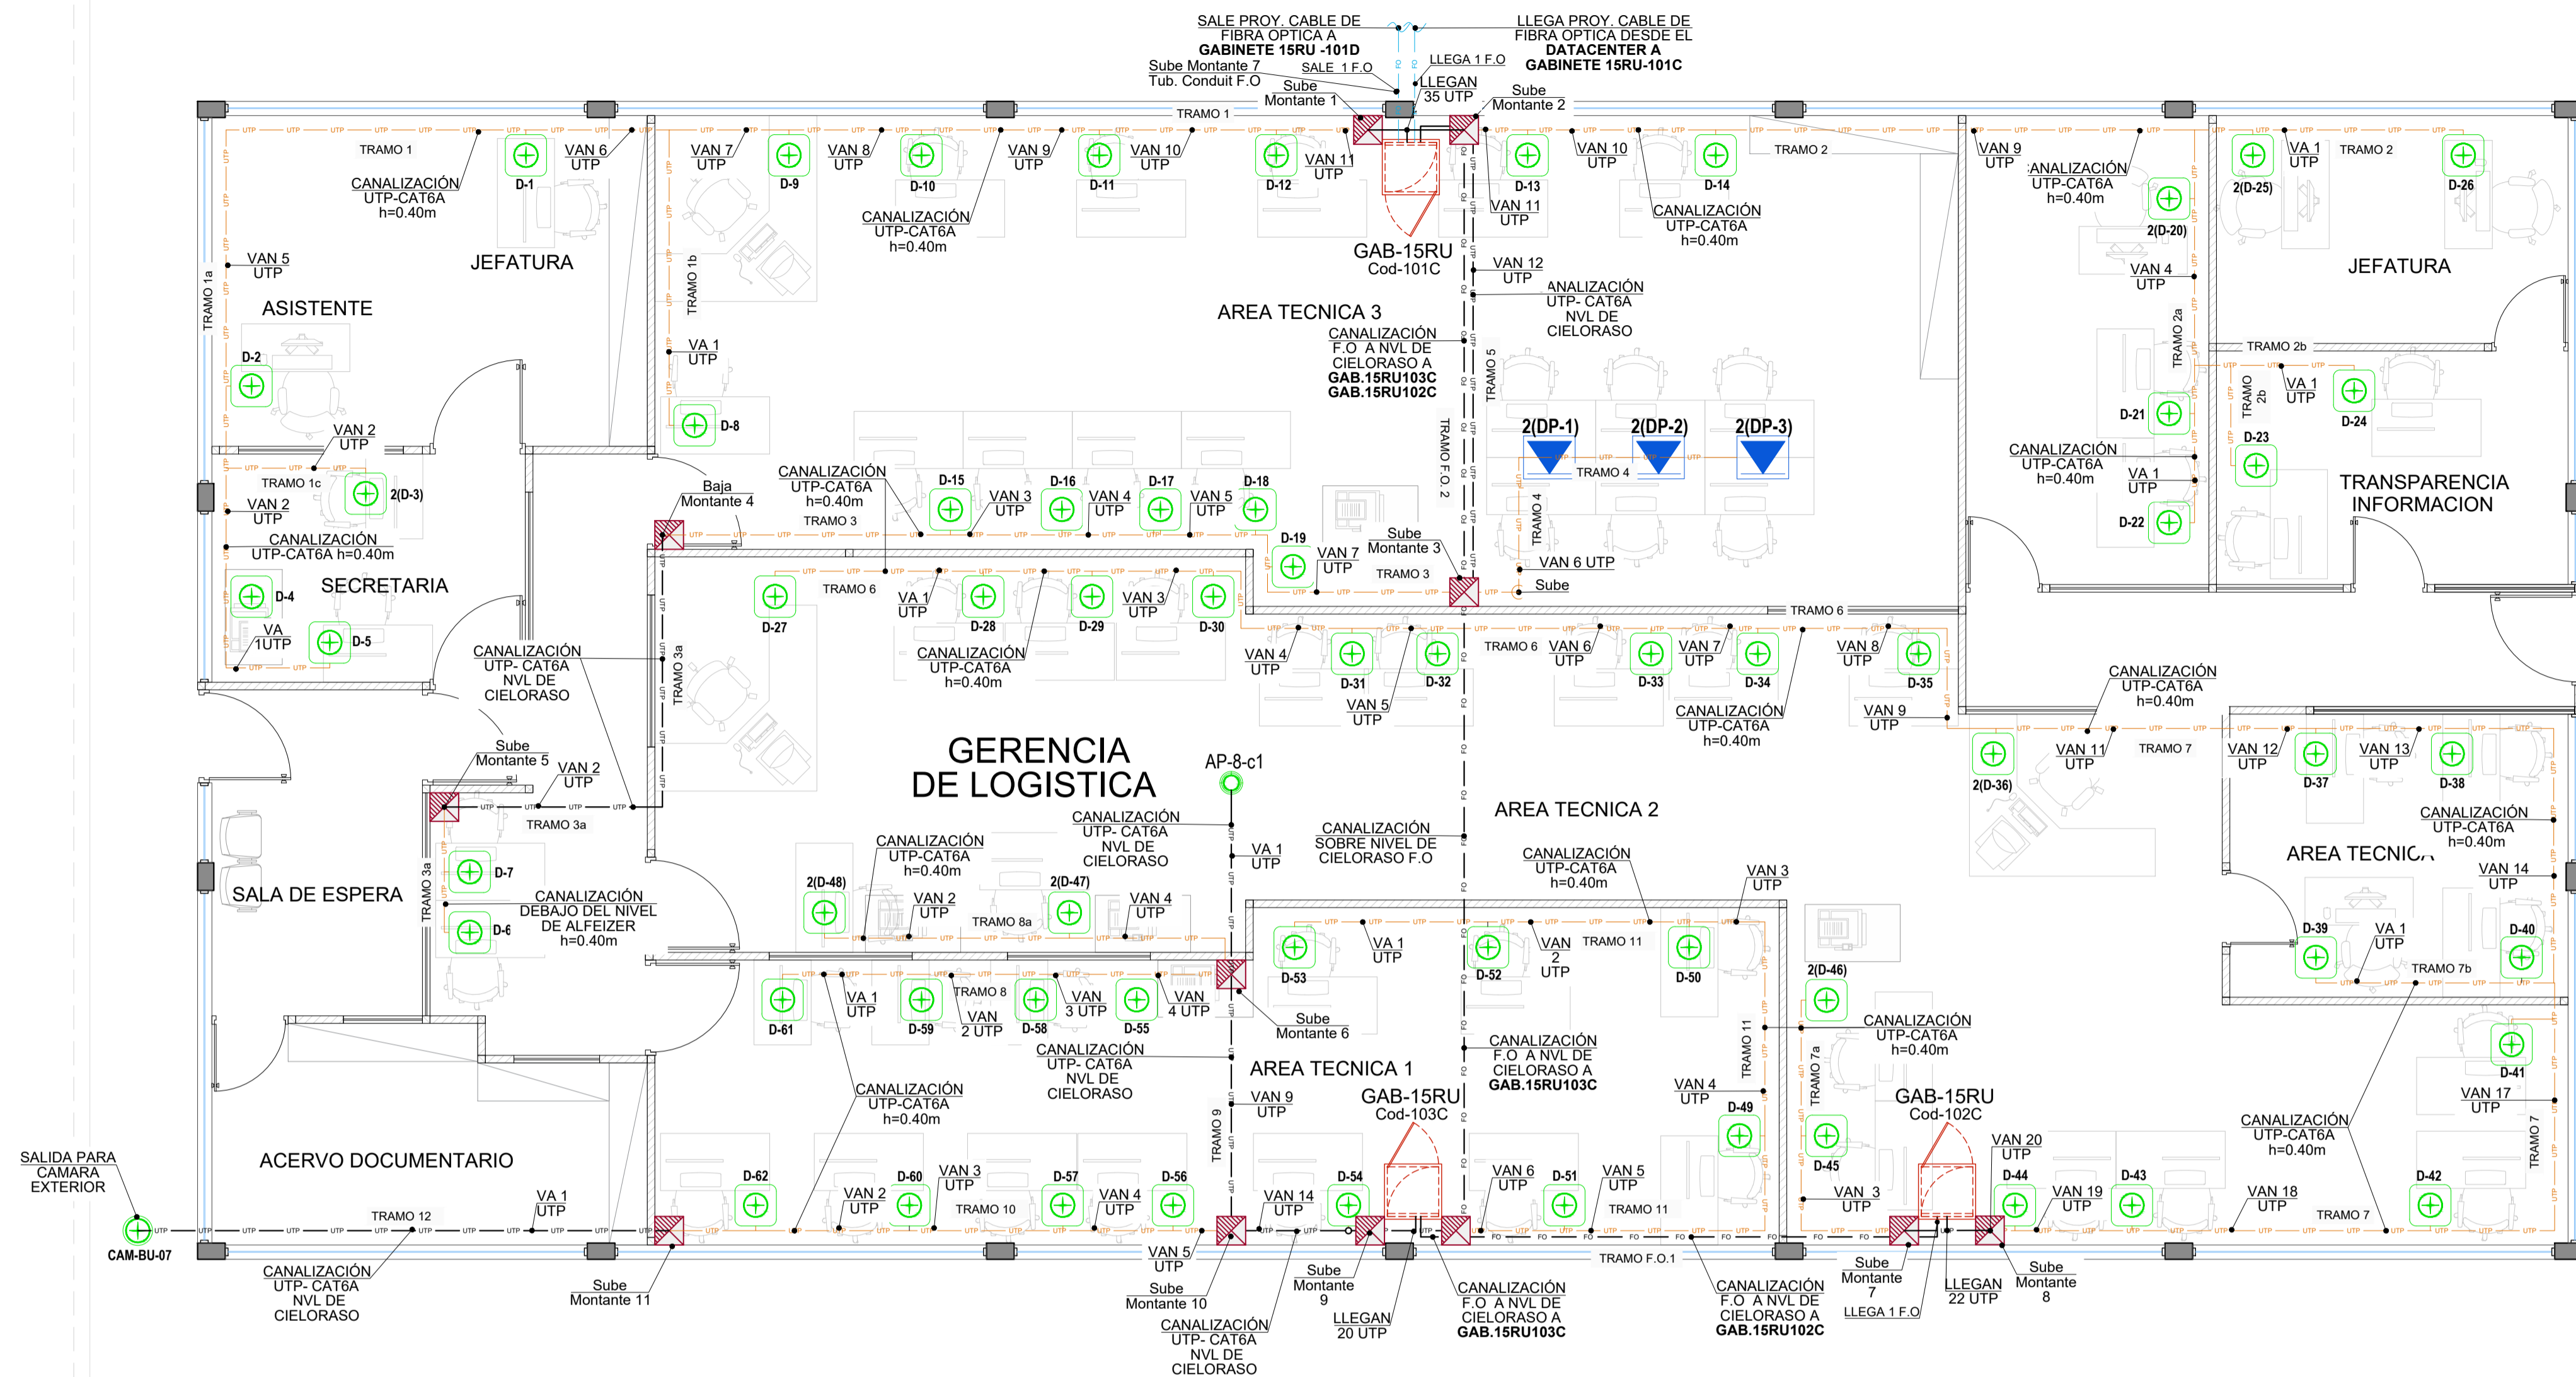 SALE PROY. CABLE DE
FIBRA OPTICA A
GABINETE 15RU -101D
LLEGA PROY. CABLE DE
FIBRA OPTICA DESDE EL
DATACENTER A
GABINETE 15RU-101C
Sube Montante 7
Tub. Conduit F.O
SALE 1 F.O
LLEGA 1 F.O
Sube
Montante 1
LLEGAN
35 UTP
Sube
Montante 2
TRAMO 1
TRAMO 1
CANALIZACIÓN
UTP-CAT6A
h=0.40m
D-1
VAN 6
UTP
VAN 7
UTP
D-9
VAN 8
UTP
D-10
VAN 9
UTP
D-11
VAN 10
UTP
D-12
VAN 11
UTP
CANALIZACIÓN
UTP-CAT6A
h=0.40m
D-13
VAN 11
UTP
VAN 10
UTP
D-14
CANALIZACIÓN
UTP-CAT6A
h=0.40m
TRAMO 2
VAN 9
UTP
ANALIZACIÓN
UTP-CAT6A
h=0.40m
2(D-20)
2(D-25)
VA 1
UTP
TRAMO 2
D-26
JEFATURA
VAN 5
UTP
TRAMO 1a
JEFATURA
ASISTENTE
D-2
TRAMO 1b
VA 1
UTP
D-8
GAB-15RU
Cod-101C
AREA TECNICA 3
VAN 12
UTP
ANALIZACIÓN
UTP- CAT6A
NVL DE
CIELORASO
CANALIZACIÓN
F.O A NVL DE
CIELORASO A
GAB.15RU103C
GAB.15RU102C
TRAMO 5
TRAMO F.O. 2
2(DP-1)
2(DP-2)
2(DP-3)
TRAMO 4
TRAMO 4
VAN 6 UTP
Sube
VAN 4
UTP
TRAMO 2a
D-21
CANALIZACIÓN
UTP-CAT6A
h=0.40m
VA 1
UTP
D-22
TRAMO 2b
VA 1
UTP
TRAMO
2b
D-24
D-23
TRANSPARENCIA
INFORMACION
VAN 2
UTP
TRAMO 1c
2(D-3)
VAN 2
UTP
CANALIZACIÓN
UTP-CAT6A h=0.40m
SECRETARIA
D-4
VA
1UTP
D-5
Baja
Montante 4
CANALIZACIÓN
UTP-CAT6A
h=0.40m
TRAMO 3
D-15
VAN 3
UTP
D-16
VAN 4
UTP
D-17
VAN 5
UTP
D-18
D-19
VAN 7
UTP
Sube
Montante 3
TRAMO 3
CANALIZACIÓN
UTP- CAT6A
NVL DE
CIELORASO
TRAMO 3a
D-27
TRAMO 6
VA 1
UTP
D-28
D-29
VAN 3
UTP
D-30
CANALIZACIÓN
UTP-CAT6A
h=0.40m
TRAMO 6
VAN 4
UTP
D-31
VAN 5
UTP
D-32
TRAMO 6
VAN 6
UTP
D-33
VAN 7
UTP
D-34
CANALIZACIÓN
UTP-CAT6A
h=0.40m
VAN 8
UTP
D-35
VAN 9
UTP
CANALIZACIÓN
UTP-CAT6A
h=0.40m
2(D-36)
VAN 11
UTP
TRAMO 7
VAN 12
UTP
D-37
VAN 13
UTP
D-38
CANALIZACIÓN
UTP-CAT6A
h=0.40m
AREA TECNICA
VAN 14
UTP
D-39
VA 1
UTP
D-40
TRAMO 7b
Sube
Montante 5
VAN 2
UTP
TRAMO 3a
TRAMO 3a
D-7
D-6
CANALIZACIÓN
DEBAJO DEL NIVEL
DE ALFEIZER
h=0.40m
SALA DE ESPERA
GERENCIA
DE LOGISTICA
AP-8-c1
VA 1
UTP
CANALIZACIÓN
UTP- CAT6A
NVL DE
CIELORASO
CANALIZACIÓN
UTP-CAT6A
h=0.40m
2(D-48)
VAN 2
UTP
TRAMO 8a
2(D-47)
VAN 4
UTP
CANALIZACIÓN
SOBRE NIVEL DE
CIELORASO F.O
AREA TECNICA 2
CANALIZACIÓN
UTP-CAT6A
h=0.40m
VAN 3
UTP
D-53
VA 1
UTP
D-52
VAN
2
UTP
TRAMO 11
D-50
D-61
VA 1
UTP
D-59
TRAMO 8
VAN
2 UTP
D-58
VAN
3 UTP
D-55
VAN
4 UTP
Sube
Montante 6
CANALIZACIÓN
UTP- CAT6A
NVL DE
CIELORASO
AREA TECNICA 1
CANALIZACIÓN
F.O A NVL DE
CIELORASO A
GAB.15RU103C
TRAMO 11
VAN 4
UTP
D-49
2(D-46)
CANALIZACIÓN
UTP-CAT6A
h=0.40m
TRAMO 7a
D-45
VAN 3
UTP
GAB-15RU
Cod-102C
D-41
VAN 17
UTP
CANALIZACIÓN
UTP-CAT6A
h=0.40m
TRAMO 7
CANALIZACIÓN
UTP-CAT6A
h=0.40m
VAN 9
UTP
TRAMO 9
GAB-15RU
Cod-103C
ACERVO DOCUMENTARIO
SALIDA PARA
CAMARA
EXTERIOR
CAM-BU-07
TRAMO 12
VA 1
UTP
CANALIZACIÓN
UTP- CAT6A
NVL DE
CIELORASO
Sube
Montante 11
D-62
VAN 2
UTP
D-60
VAN 3
UTP
TRAMO 10
D-57
VAN 4
UTP
D-56
VAN 5
UTP
Sube
Montante 10
VAN 14
UTP
D-54
CANALIZACIÓN
UTP- CAT6A
NVL DE
CIELORASO
Sube
Montante
9
LLEGAN
20 UTP
VAN 6
UTP
D-51
VAN 5
UTP
TRAMO 11
TRAMO F.O.1
CANALIZACIÓN
F.O A NVL DE
CIELORASO A
GAB.15RU103C
CANALIZACIÓN
F.O A NVL DE
CIELORASO A
GAB.15RU102C
Sube
Montante
7
LLEGA 1 F.O
LLEGAN
22 UTP
Sube
Montante
8
VAN 20
UTP
D-44
VAN 19
UTP
D-43
VAN 18
UTP
TRAMO 7
D-42